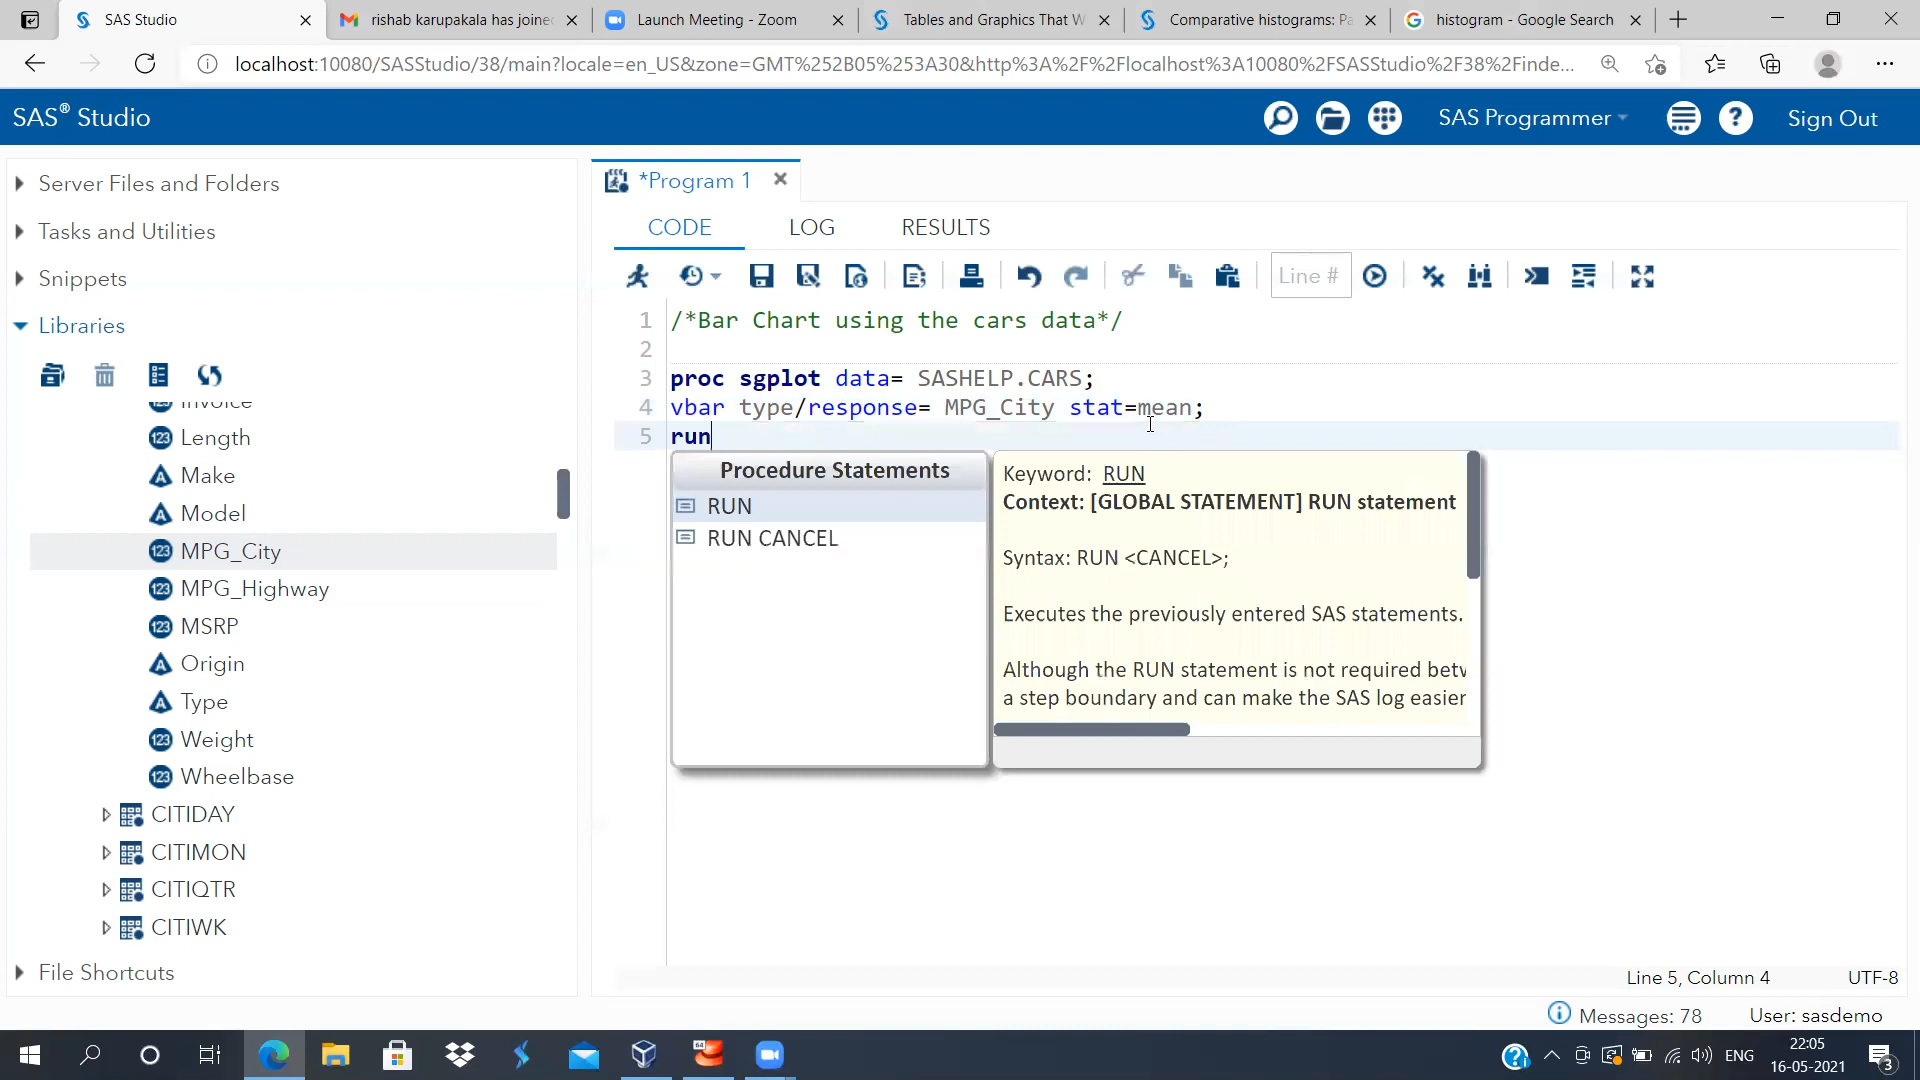 SAS Studio
rishab karupakala has joine
Launch Meeting - Zoom
Tables and Graphics That W
Comparative histograms: Pa
histogram - Google Search
localhost:10080/SASStudio/38/main?locale=en_US&zone=GMT%252B05%253A30&http%3A%2F%2Flocalhost%3A10080%2FSASStudio%2F38%2Finde...
SAS® Studio
SAS Programmer
Sign Out
Server Files and Folders
Tasks and Utilities
Snippets
Libraries
Invoice
Length
Make
Model
MPG_City
MPG_Highway
MSRP
Origin
Type
Weight
Wheelbase
CITIDAY
CITIMON
CITIQTR
CITIWK
File Shortcuts
*Program 1
CODE LOG RESULTS
Line #
1 /*Bar Chart using the cars data*/
2
3 proc sgplot data= SASHELP.CARS;
4 vbar type/response= MPG_City stat=mean;
5 run
Procedure Statements
RUN
RUN CANCEL
Keyword: RUN
Context: [GLOBAL STATEMENT] RUN statement
Syntax: RUN <CANCEL>;
Executes the previously entered SAS statements.
Although the RUN statement is not required betw
a step boundary and can make the SAS log easier
Line 5, Column 4
UTF-8
Messages: 78
User: sasdemo
64
ENG
22:05
16-05-2021
3